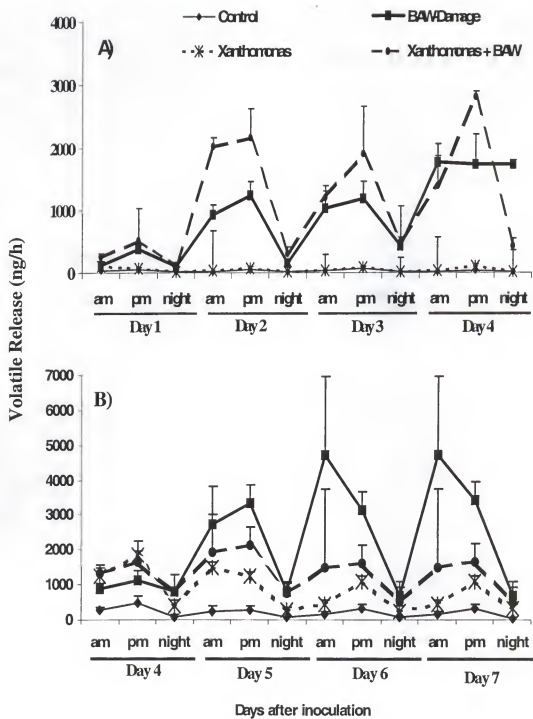 Control
BAW-Damage
Xanthomonas
Xanthomonas + BAW
A)
4000
3000
2000
1000
0
am pm night am pm night am pm night am pm night
Day 1 Day 2 Day 3 Day 4
Volatile Release (ng/h)
B)
7000
6000
5000
4000
3000
2000
1000
0
am pm night am pm night am pm night am pm night
Day 4 Day 5 Day 6 Day 7
Days after inoculation